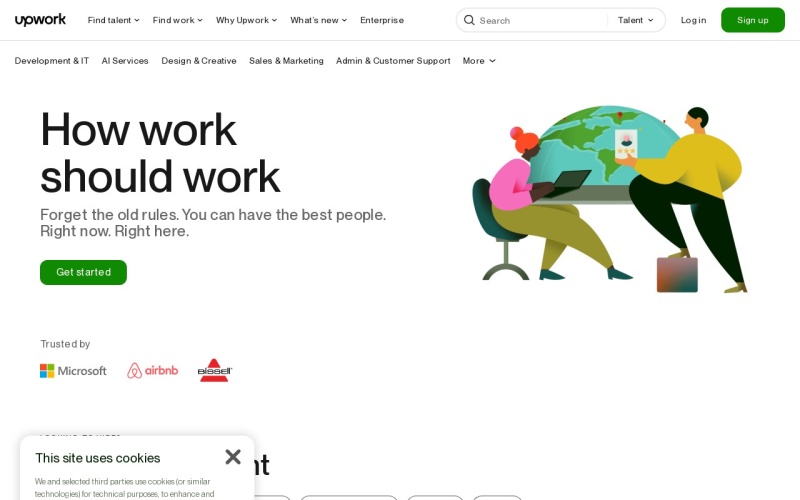 upwork Find talent Find work Why Upwork What's new Enterprise Search Talent Log in Sign up
Development & IT AI Services Design & Creative Sales & Marketing Admin & Customer Support More
How work
should work
Forget the old rules. You can have the best people.
Right now. Right here.
Get started
Trusted by
Microsoft airbnb BISSELL
This site uses cookies
We and selected third parties use cookies (or similar
technologies) for technical purposes, to enhance and